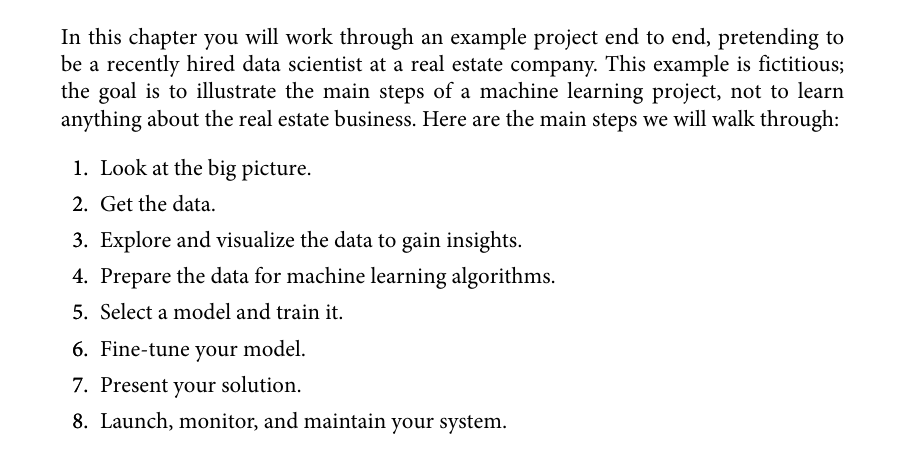 In this chapter you will work through an example project end to end, pretending to
be a recently hired data scientist at a real estate company. This example is fictitious;
the goal is to illustrate the main steps of a machine learning project, not to learn
anything about the real estate business. Here are the main steps we will walk through:
1. Look at the big picture.
2. Get the data.
3. Explore and visualize the data to gain insights.
4. Prepare the data for machine learning algorithms.
5. Select a model and train it.
6. Fine-tune your model.
7. Present your solution.
8. Launch, monitor, and maintain your system.